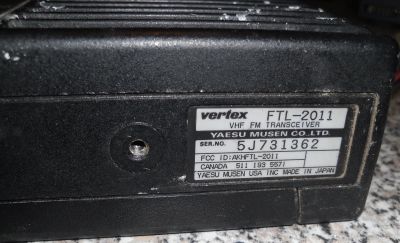 vertex FTL-2011
VHF FM TRANSCEIVER
YAESU MUSEN CO.,LTD.
SER.NO. 5J731362
FCC ID:AKHFTL-2011
CANADA 511 193 5571
YAESU MUSEN USA INC MADE IN JAPAN